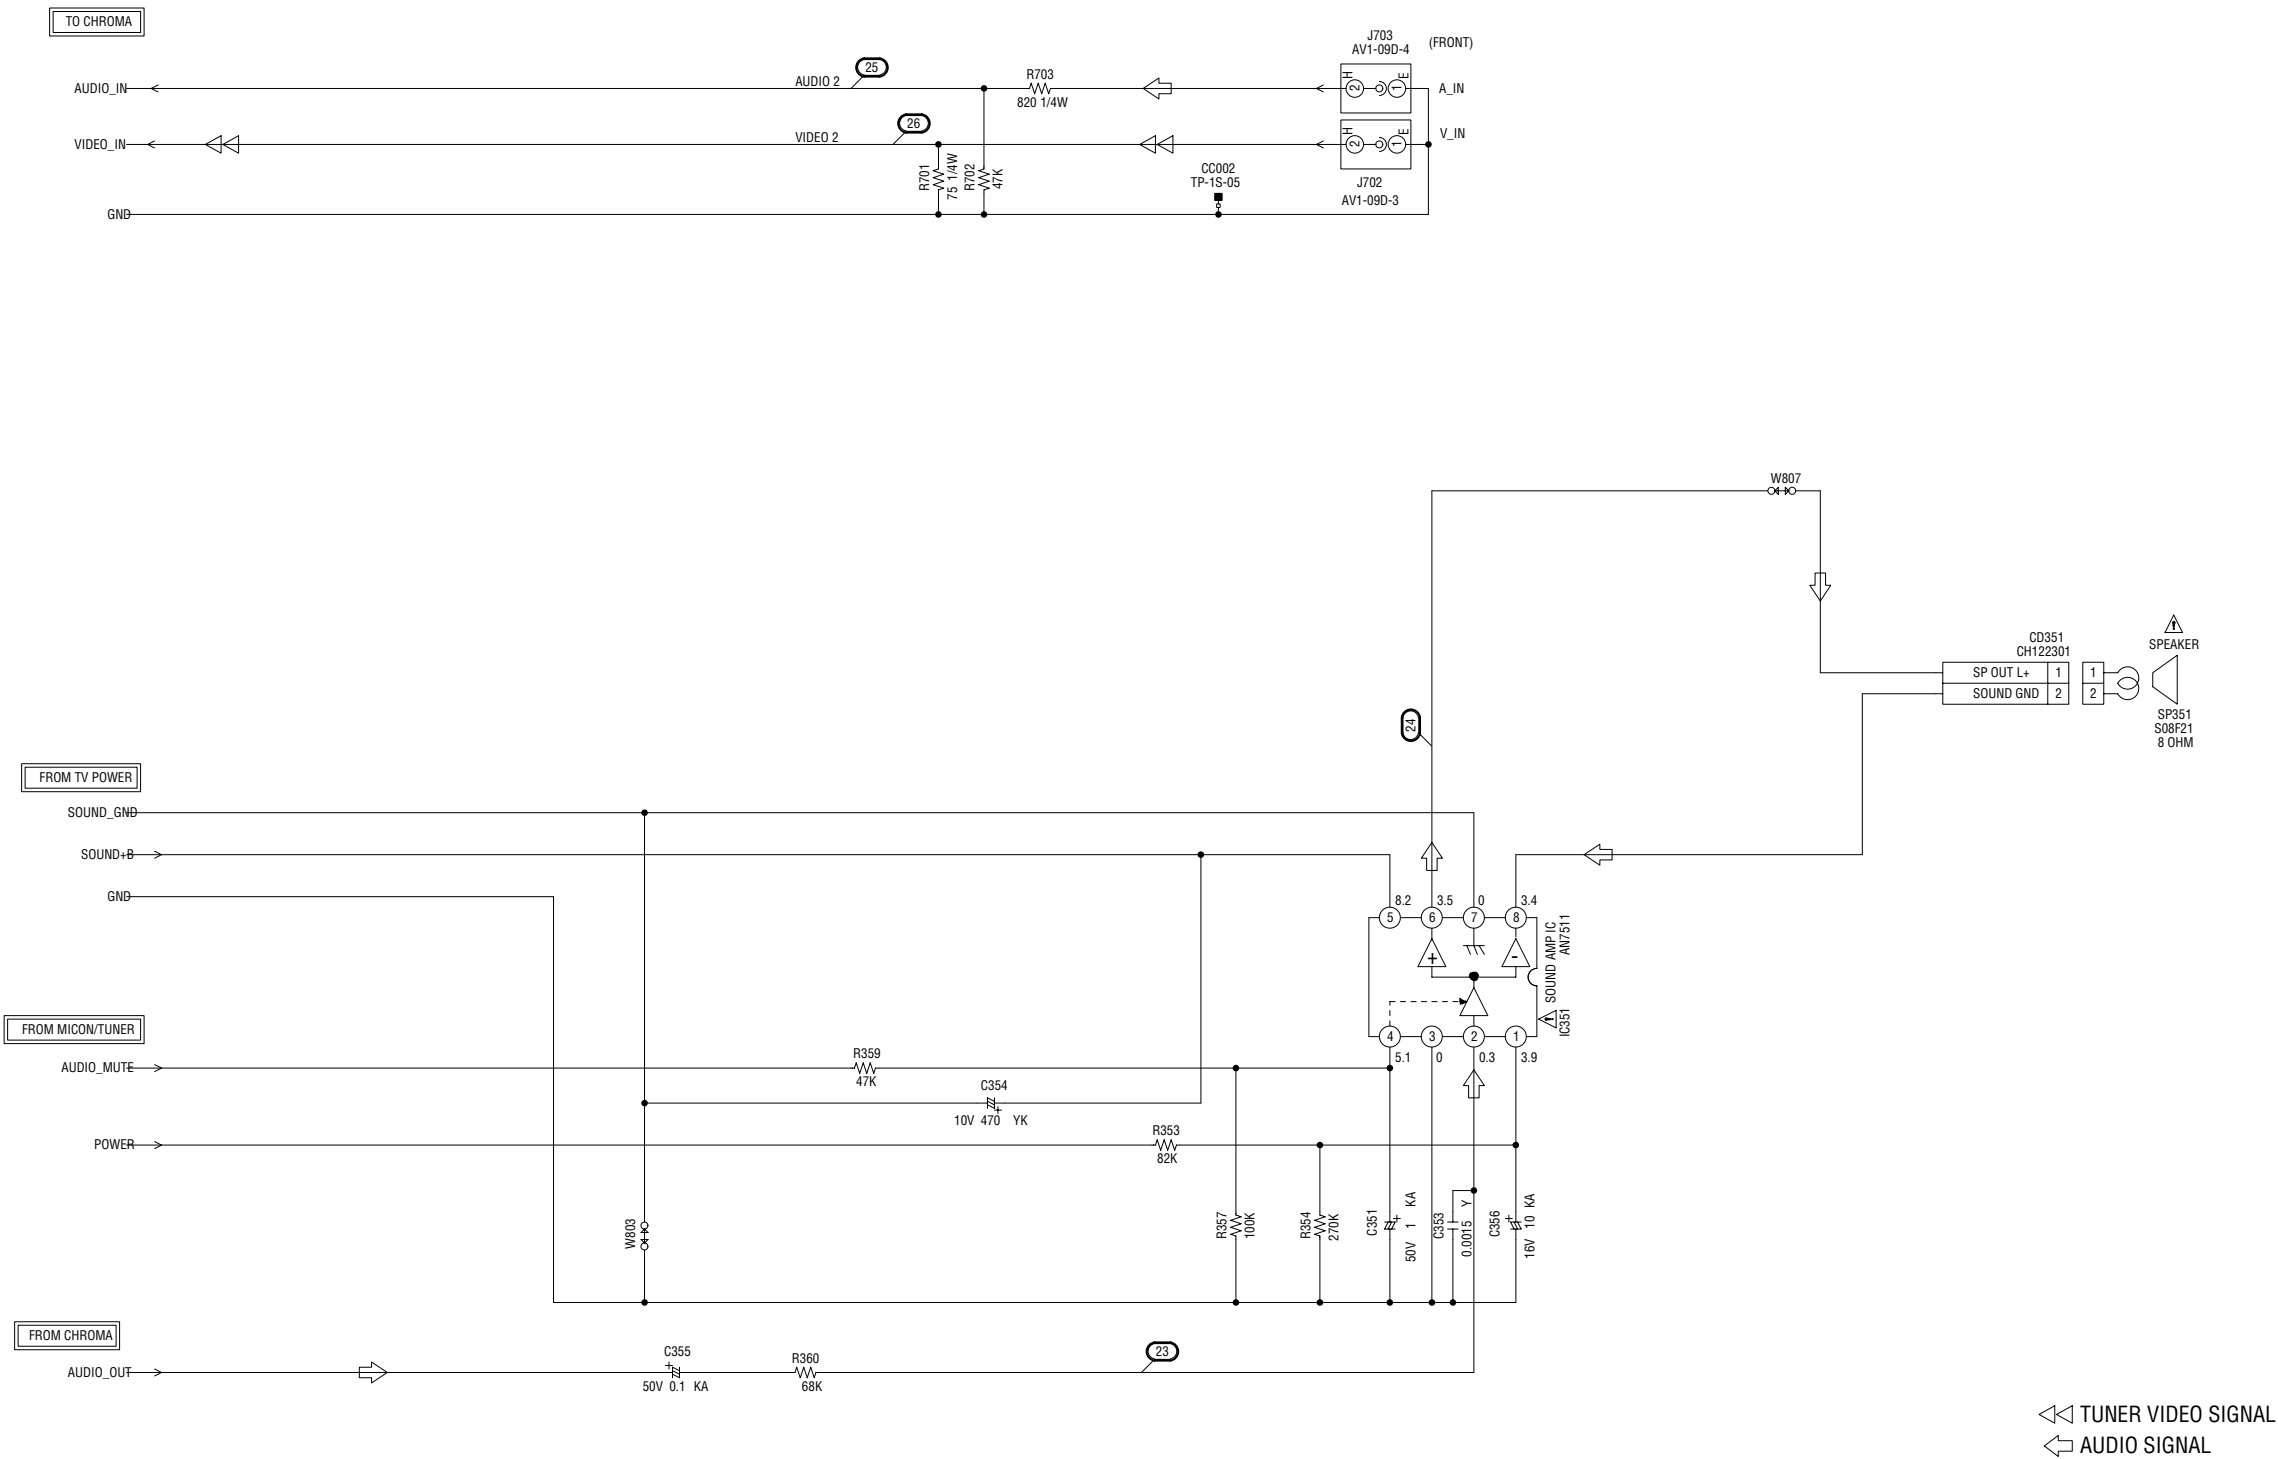 TO CHROMA
J703
AV1-09D-4
(FRONT)
AUDIO_IN
AUDIO 2
25
R703
820 1/4W
H
2
1
E
A_IN
VIDEO_IN
VIDEO 2
26
H
2
1
E
V_IN
R701
75 1/4W
R702
47K
CC002
TP-1S-05
J702
AV1-09D-3
GND
W807
CD351
CH122301
SP OUT L+ 1
SOUND GND 2
1
2
SPEAKER
SP351
S08F21
8 OHM
24
FROM TV POWER
SOUND_GND
SOUND+B
GND
8.2
3.5
0
3.4
5
6
7
8
+
-
SOUND AMP IC
AN7511
IC351
4
3
2
1
5.1
0
0.3
3.9
FROM MICON/TUNER
AUDIO_MUTE
R359
47K
C354
+
10V 470 YK
POWER
R353
82K
W803
R357
100K
R354
270K
C351
+
50V 1 KA
C353
0.0015 Y
C356
+
16V 10 KA
FROM CHROMA
AUDIO_OUT
C355
+
50V 0.1 KA
R360
68K
23
TUNER VIDEO SIGNAL
AUDIO SIGNAL